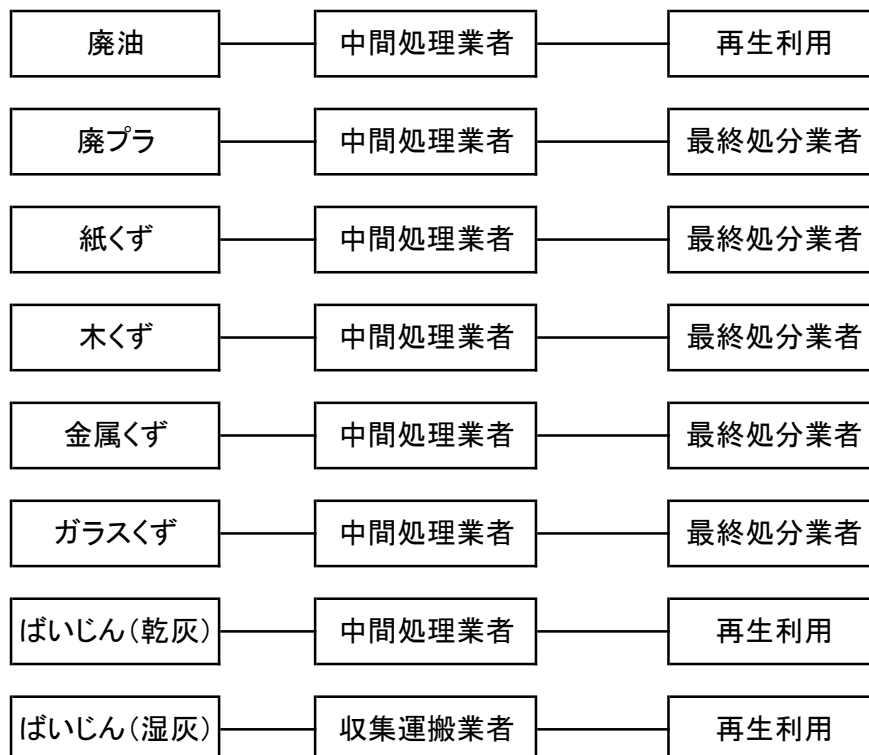 廃油 中間処理業者 再生利用
廃プラ 中間処理業者 最終処分業者
紙くず 中間処理業者 最終処分業者
木くず 中間処理業者 最終処分業者
金属くず 中間処理業者 最終処分業者
ガラスくず 中間処理業者 最終処分業者
ばいじん（乾灰） 中間処理業者 再生利用
ばいじん（湿灰） 収集運搬業者 再生利用